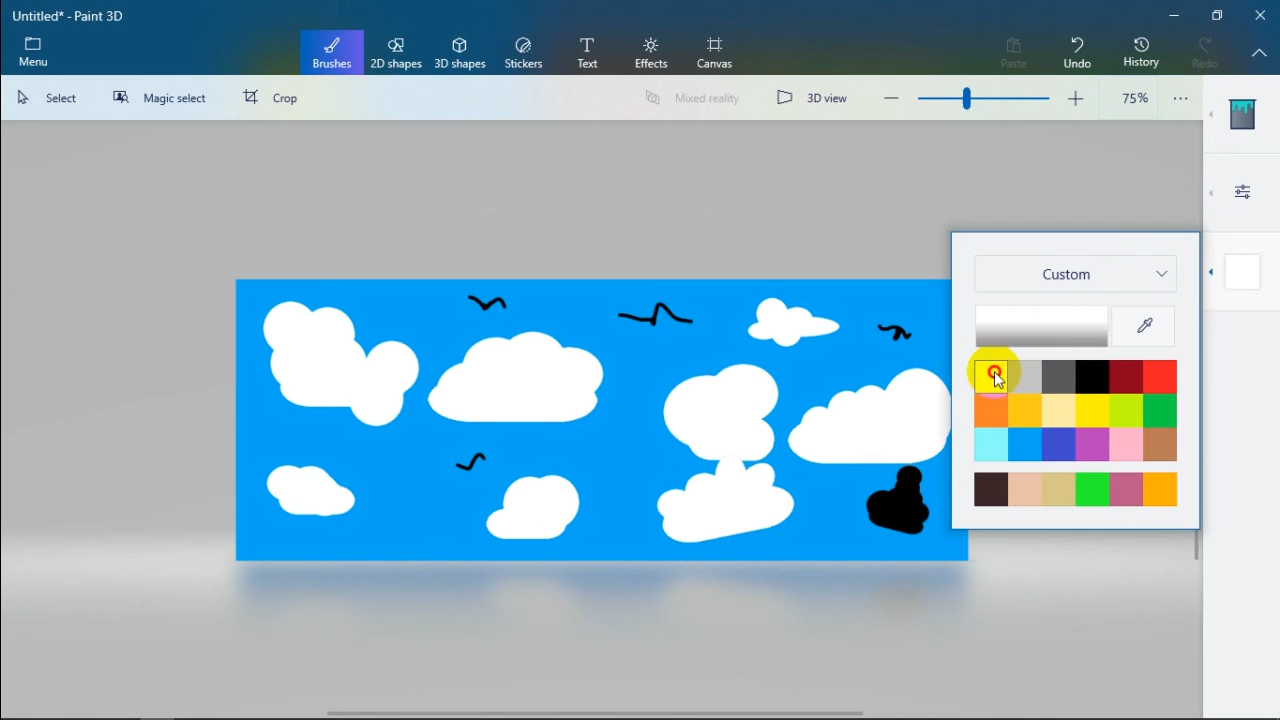 Untitled* - Paint 3D
Menu
Brushes
2D shapes
3D shapes
Stickers
Text
Effects
Canvas
Paste
Undo
History
Redo
Select
Magic select
Crop
Mixed reality
3D view
75%
Custom